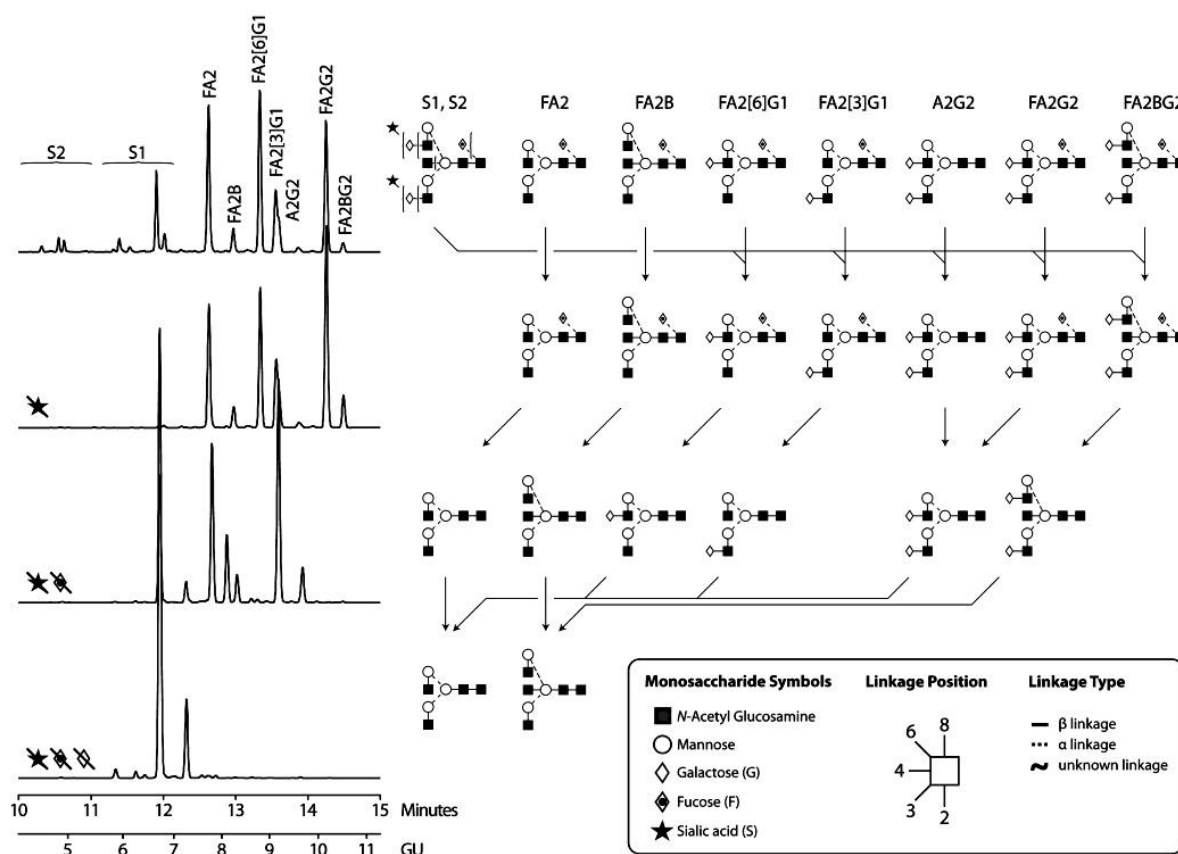 S2
S1
FA2
FA2B
FA2[6]G1
FA2[3]G1
A2G2
FA2G2
FA2BG2
S1, S2 FA2 FA2B FA2[6]G1 FA2[3]G1 A2G2 FA2G2 FA2BG2
10 11 12 13 14 15 Minutes
5 6 7 8 9 10 11 GU
Monosaccharide Symbols
N-Acetyl Glucosamine
Mannose
Galactose (G)
Fucose (F)
Sialic acid (S)
Linkage Position
6 8
4
3 2
Linkage Type
β linkage
α linkage
unknown linkage